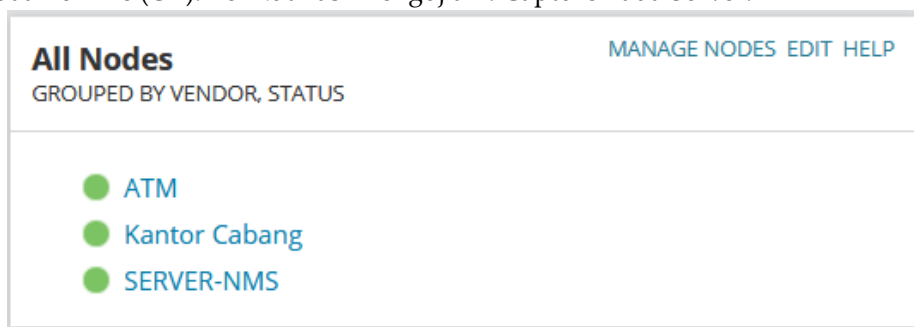 All Nodes
MANAGE NODES EDIT HELP
GROUPED BY VENDOR, STATUS
ATM
Kantor Cabang
SERVER-NMS